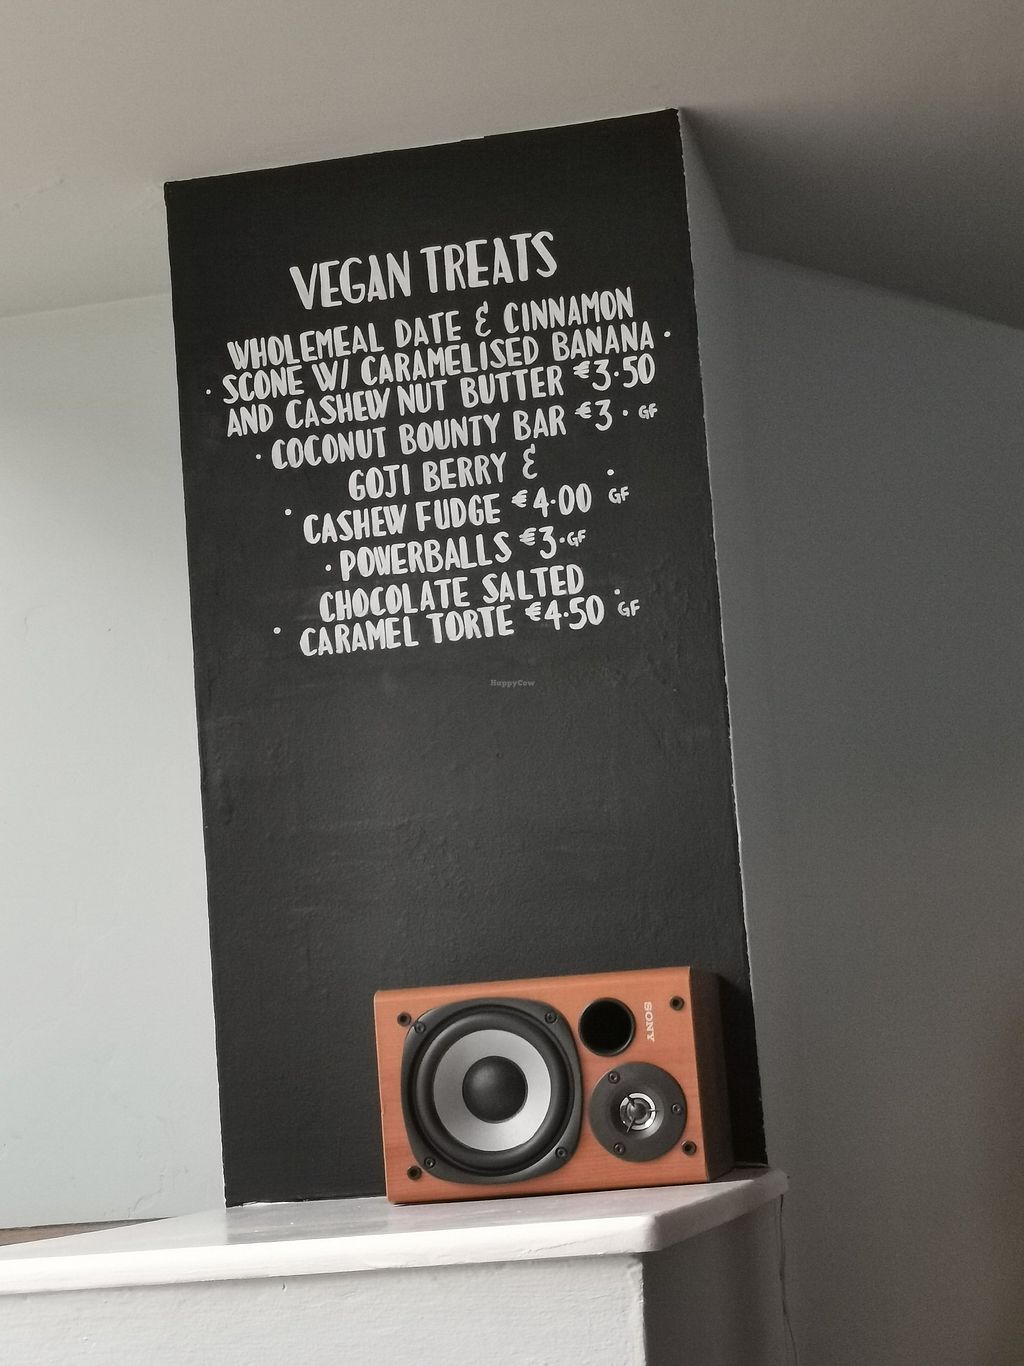 VEGAN TREATS
WHOLEMEAL DATE & CINNAMON
· SCONE W/ CARAMELISED BANANA ·
AND CASHEW NUT BUTTER €3·50
· COCONUT BOUNTY BAR €3 · GF
GOJI BERRY &
· CASHEW FUDGE €4·00 · GF
· POWERBALLS €3·GF
CHOCOLATE SALTED
· CARAMEL TORTE €4·50 · GF
HappyCow
SONY